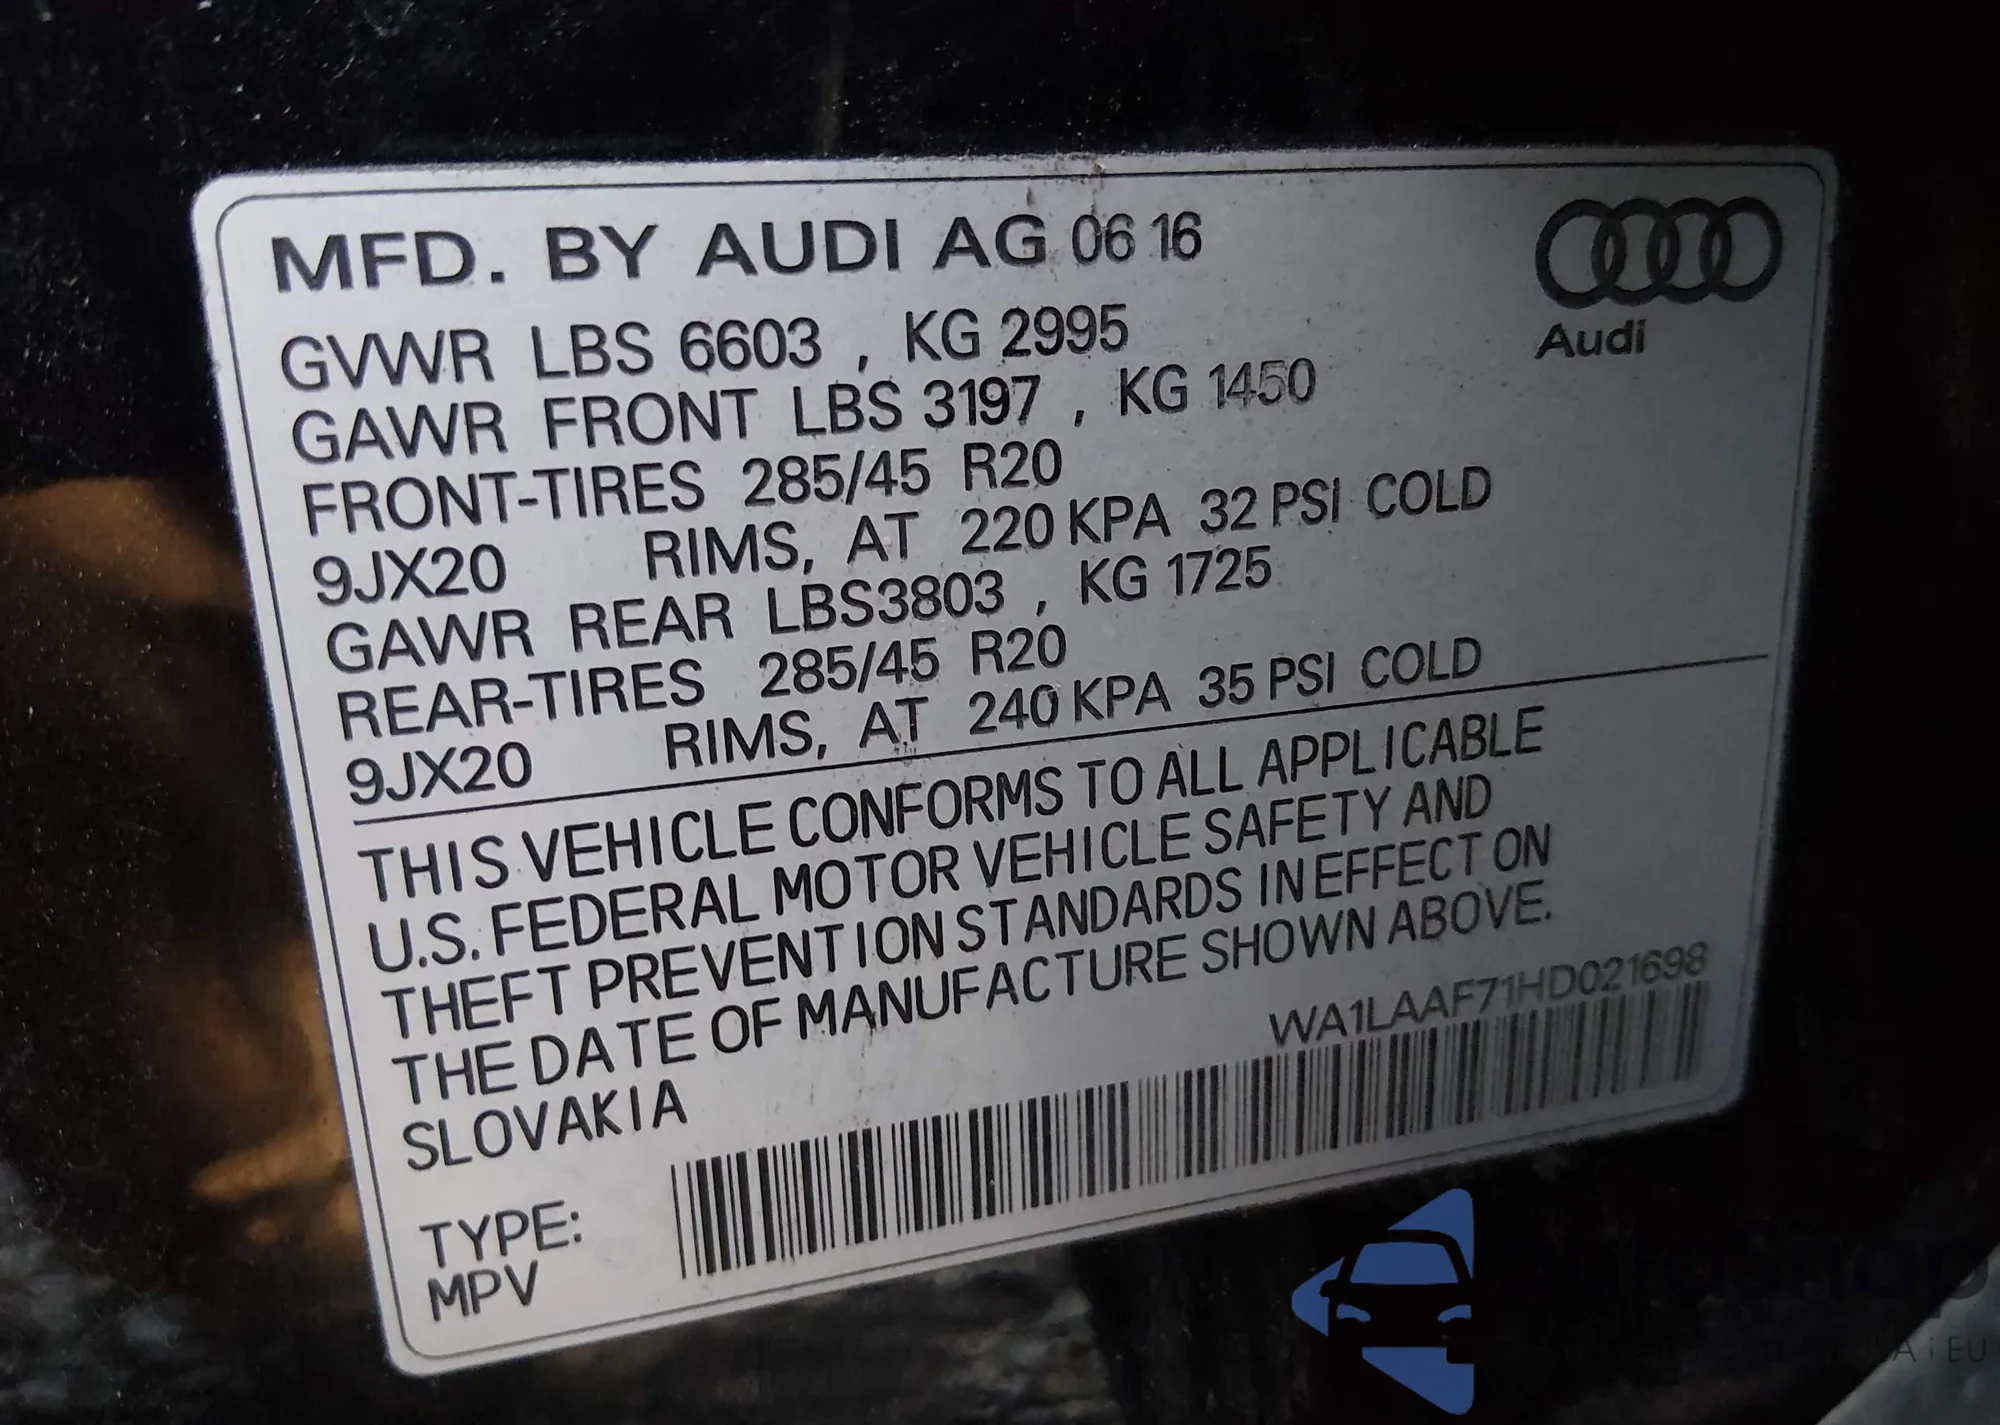 MFD. BY AUDI AG 06 16
Audi
GVWR LBS 6603 , KG 2995
GAWR FRONT LBS 3197 , KG 1450
FRONT-TIRES 285/45 R20
9JX20 RIMS, AT 220 KPA 32 PSI COLD
GAWR REAR LBS3803 , KG 1725
REAR-TIRES 285/45 R20
9JX20 RIMS, AT 240 KPA 35 PSI COLD
THIS VEHICLE CONFORMS TO ALL APPLICABLE
U.S. FEDERAL MOTOR VEHICLE SAFETY AND
THEFT PREVENTION STANDARDS IN EFFECT ON
THE DATE OF MANUFACTURE SHOWN ABOVE.
SLOVAKIA
WA1LAAF71HD021698
TYPE:
MPV